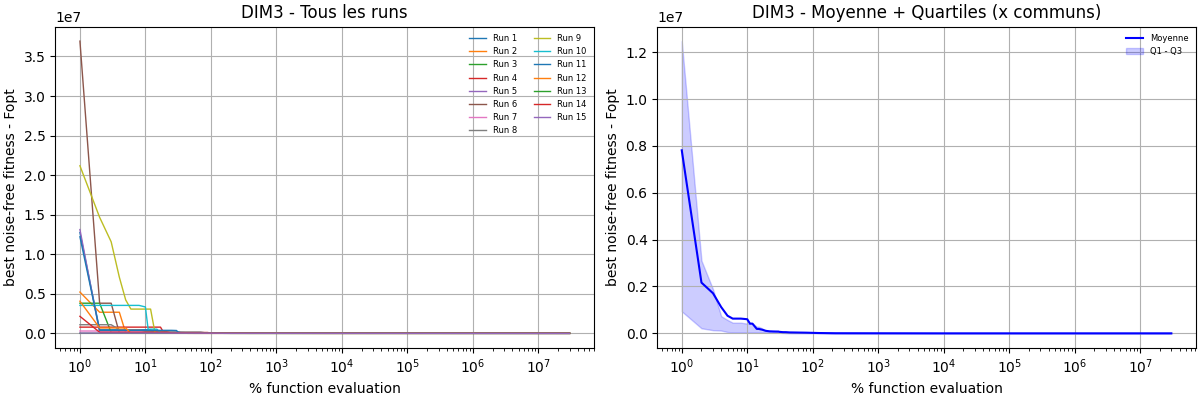 DIM3 - Tous les runs
1e7
3.5
3.0
2.5
2.0
1.5
1.0
0.5
0.0
best noise-free fitness - Fopt
10^0 10^1 10^2 10^3 10^4 10^5 10^6 10^7
% function evaluation
Run 1
Run 2
Run 3
Run 4
Run 5
Run 6
Run 7
Run 8
Run 9
Run 10
Run 11
Run 12
Run 13
Run 14
Run 15
DIM3 - Moyenne + Quartiles (x communs)
1e7
1.2
1.0
0.8
0.6
0.4
0.2
0.0
best noise-free fitness - Fopt
10^0 10^1 10^2 10^3 10^4 10^5 10^6 10^7
% function evaluation
Moyenne
Q1 - Q3